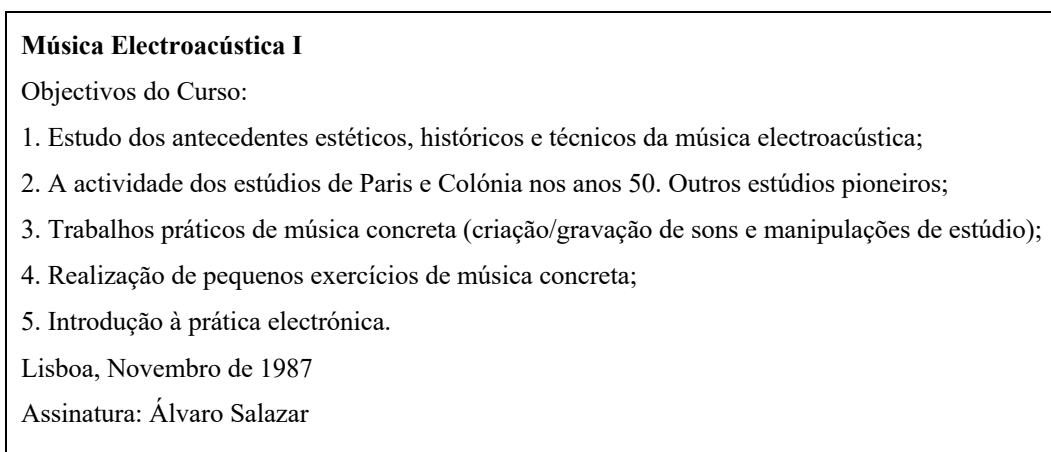 Música Electroacústica I
Objectivos do Curso:
1. Estudo dos antecedentes estéticos, históricos e técnicos da música electroacústica;
2. A actividade dos estúdios de Paris e Colónia nos anos 50. Outros estúdios pioneiros;
3. Trabalhos práticos de música concreta (criação/gravação de sons e manipulações de estúdio);
4. Realização de pequenos exercícios de música concreta;
5. Introdução à prática electrónica.
Lisboa, Novembro de 1987
Assinatura: Álvaro Salazar